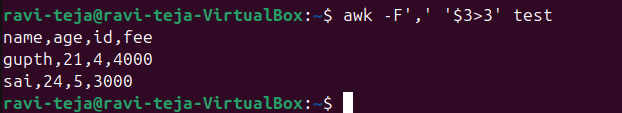 ravi-teja@ravi-teja-VirtualBox:~$ awk -F',' '$3>3' test
name,age,id,fee
gupth,21,4,4000
sai,24,5,3000
ravi-teja@ravi-teja-VirtualBox:~$